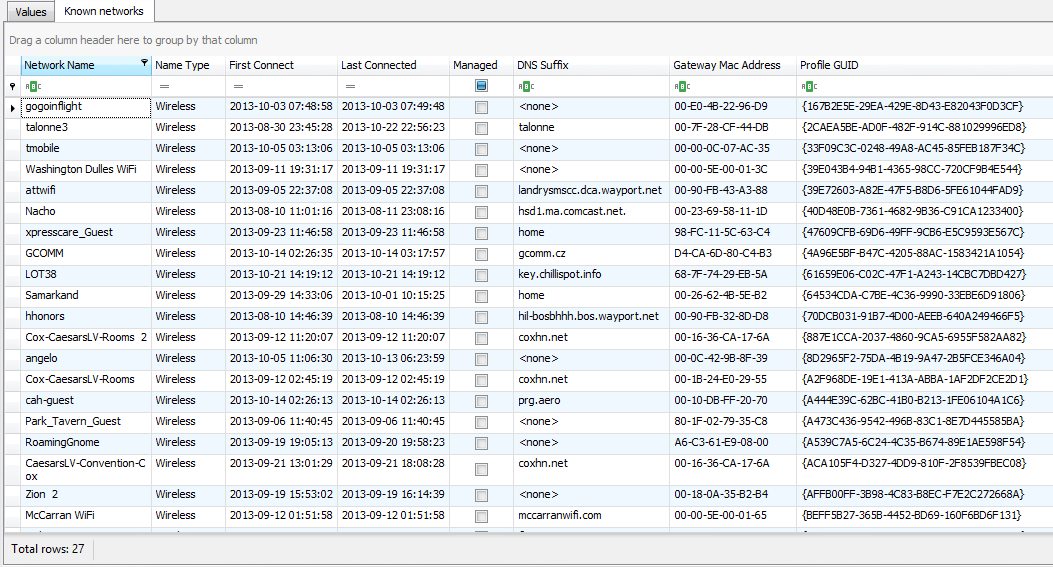 Values Known networks
Drag a column header here to group by that column
Network Name Name Type First Connect Last Connected Managed DNS Suffix Gateway Mac Address Profile GUID
gogoinflight Wireless 2013-10-03 07:48:58 2013-10-03 07:49:48 <none> 00-E0-4B-22-96-D9 {167B2E5E-29EA-429E-8D43-E82043F0D3CF}
talonne3 Wireless 2013-08-30 23:45:28 2013-10-22 22:56:23 talonne 00-7F-28-CF-44-DB {2CAEA5BE-AD0F-482F-914C-881029996ED8}
tmobile Wireless 2013-10-05 03:13:06 2013-10-05 03:13:06 <none> 00-00-0C-07-AC-35 {33F09C3C-0248-49A8-AC45-85FEB187F34C}
Washington Dulles WiFi Wireless 2013-09-11 19:31:17 2013-09-11 19:31:17 <none> 00-00-5E-00-01-3C {39E043B4-94B1-4365-98CC-720CF9B4E544}
attwifi Wireless 2013-09-05 22:37:08 2013-09-05 22:37:08 landrysmscc.dca.wayport.net 00-90-FB-43-A3-88 {39E72603-A82E-47F5-B8D6-5FE61044FAD9}
Nacho Wireless 2013-08-10 11:01:16 2013-08-11 23:08:16 hsd1.ma.comcast.net. 00-23-69-58-11-1D {40D48E0B-7361-4682-9B36-C91CA1233400}
xpresscare_Guest Wireless 2013-09-23 11:46:58 2013-09-23 11:46:58 home 98-FC-11-5C-63-C4 {47609CFB-69D6-49FF-9CB6-E5C9593E567C}
GCOMM Wireless 2013-10-14 02:26:35 2013-10-14 03:17:57 gcomm.cz D4-CA-6D-80-C4-B3 {4A96E5BF-B47C-4205-88AC-1583421A1054}
LOT38 Wireless 2013-10-21 14:19:12 2013-10-21 14:19:12 key.chillispot.info 68-7F-74-29-EB-5A {61659E06-C02C-47F1-A243-14CBC7DBD427}
Samarkand Wireless 2013-09-29 14:33:06 2013-10-01 10:15:25 home 00-26-62-4B-5E-B2 {64534CDA-C7BE-4C36-9990-33EBE6D91806}
hhonors Wireless 2013-08-10 14:46:39 2013-08-10 14:46:39 hil-bosbhhh.bos.wayport.net 00-90-FB-32-8D-D8 {70DCB031-91B7-4D00-AEEB-640A249466F5}
Cox-CaesarsLV-Rooms 2 Wireless 2013-09-12 11:20:07 2013-09-12 11:20:07 coxhn.net 00-16-36-CA-17-6A {887E1CCA-2037-4860-9CA5-6955F582AA82}
angelo Wireless 2013-10-05 11:06:30 2013-10-13 06:23:59 <none> 00-0C-42-9B-8F-39 {8D2965F2-75DA-4B19-9A47-2B5FCE346A04}
Cox-CaesarsLV-Rooms Wireless 2013-09-12 02:45:19 2013-09-12 02:45:19 coxhn.net 00-1B-24-E0-29-55 {A2F968DE-19E1-413A-ABBA-1AF2DF2CE2D1}
cah-guest Wireless 2013-10-14 02:26:13 2013-10-14 02:26:13 prg.aero 00-10-DB-FF-20-70 {A444E39C-62BC-41B0-B213-1FE06104A1C6}
Park_Tavern_Guest Wireless 2013-09-06 11:40:45 2013-09-06 11:40:45 <none> 80-1F-02-79-35-C8 {A473C436-9542-496B-83C1-8E7D445585BA}
RoamingGnome Wireless 2013-09-19 19:05:13 2013-09-20 19:58:23 <none> A6-C3-61-E9-08-00 {A539C7A5-6C24-4C35-B674-89E1AE598F54}
CaesarsLV-Convention-C Wireless 2013-09-21 13:01:29 2013-09-21 18:08:28 coxhn.net 00-16-36-CA-17-6A {ACA105F4-D327-4DD9-810F-2F8539FBEC08}
ox
Zion 2 Wireless 2013-09-19 15:53:02 2013-09-19 16:14:39 <none> 00-18-0A-35-B2-B4 {AFFB00FF-3B98-4C83-B8EC-F7E2C272668A}
McCarran WiFi Wireless 2013-09-12 01:51:58 2013-09-12 01:51:58 mccarranwifi.com 00-00-5E-00-01-65 {BEFF5B27-365B-4452-BD69-160F6BD6F131}
Total rows: 27